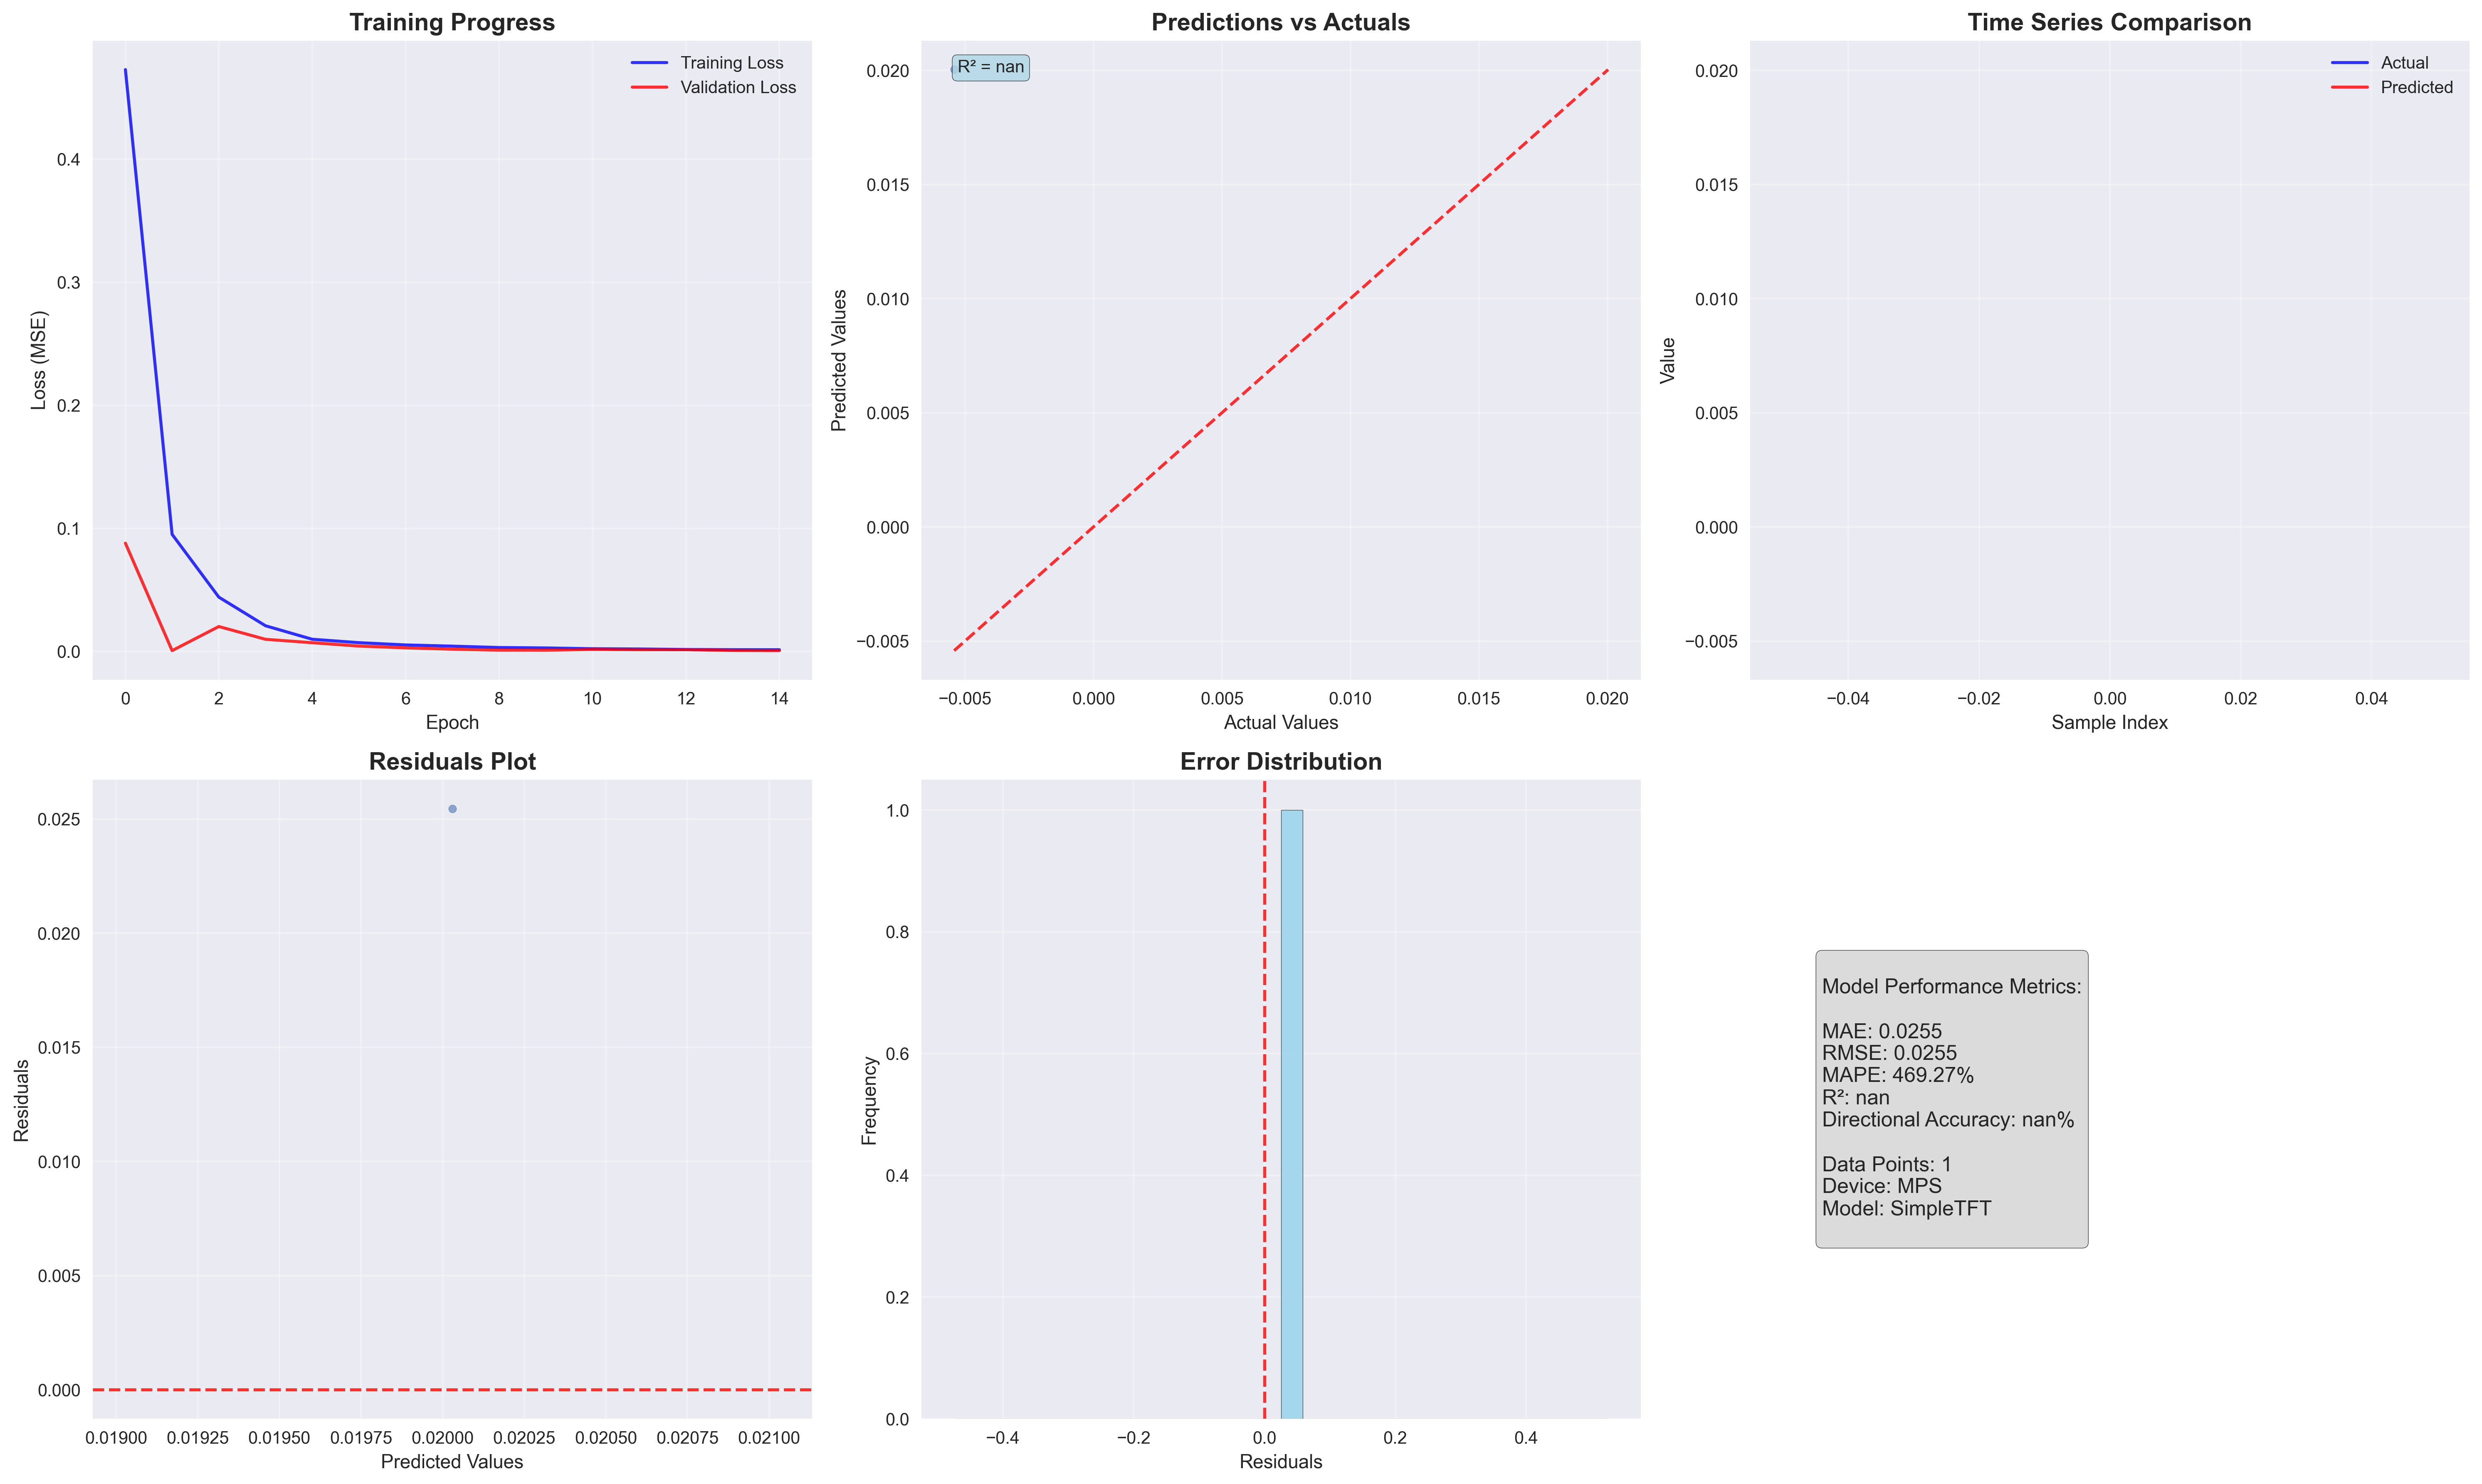 Training Progress
Training Loss
Validation Loss
0.4
0.3
0.2
0.1
0.0
Loss (MSE)
0
2
4
6
8
10
12
14
Epoch
Predictions vs Actuals
R² = nan
0.020
0.015
0.010
0.005
0.000
−0.005
Predicted Values
−0.005
0.000
0.005
0.010
0.015
0.020
Actual Values
Time Series Comparison
Actual
Predicted
0.020
0.015
0.010
0.005
0.000
−0.005
Value
−0.04
−0.02
0.00
0.02
0.04
Sample Index
Residuals Plot
0.025
0.020
0.015
0.010
0.005
0.000
Residuals
0.01900
0.01925
0.01950
0.01975
0.02000
0.02025
0.02050
0.02075
0.02100
Predicted Values
Error Distribution
1.0
0.8
0.6
0.4
0.2
0.0
Frequency
−0.4
−0.2
0.0
0.2
0.4
Residuals
Model Performance Metrics:
MAE: 0.0255
RMSE: 0.0255
MAPE: 469.27%
R²: nan
Directional Accuracy: nan%
Data Points: 1
Device: MPS
Model: SimpleTFT